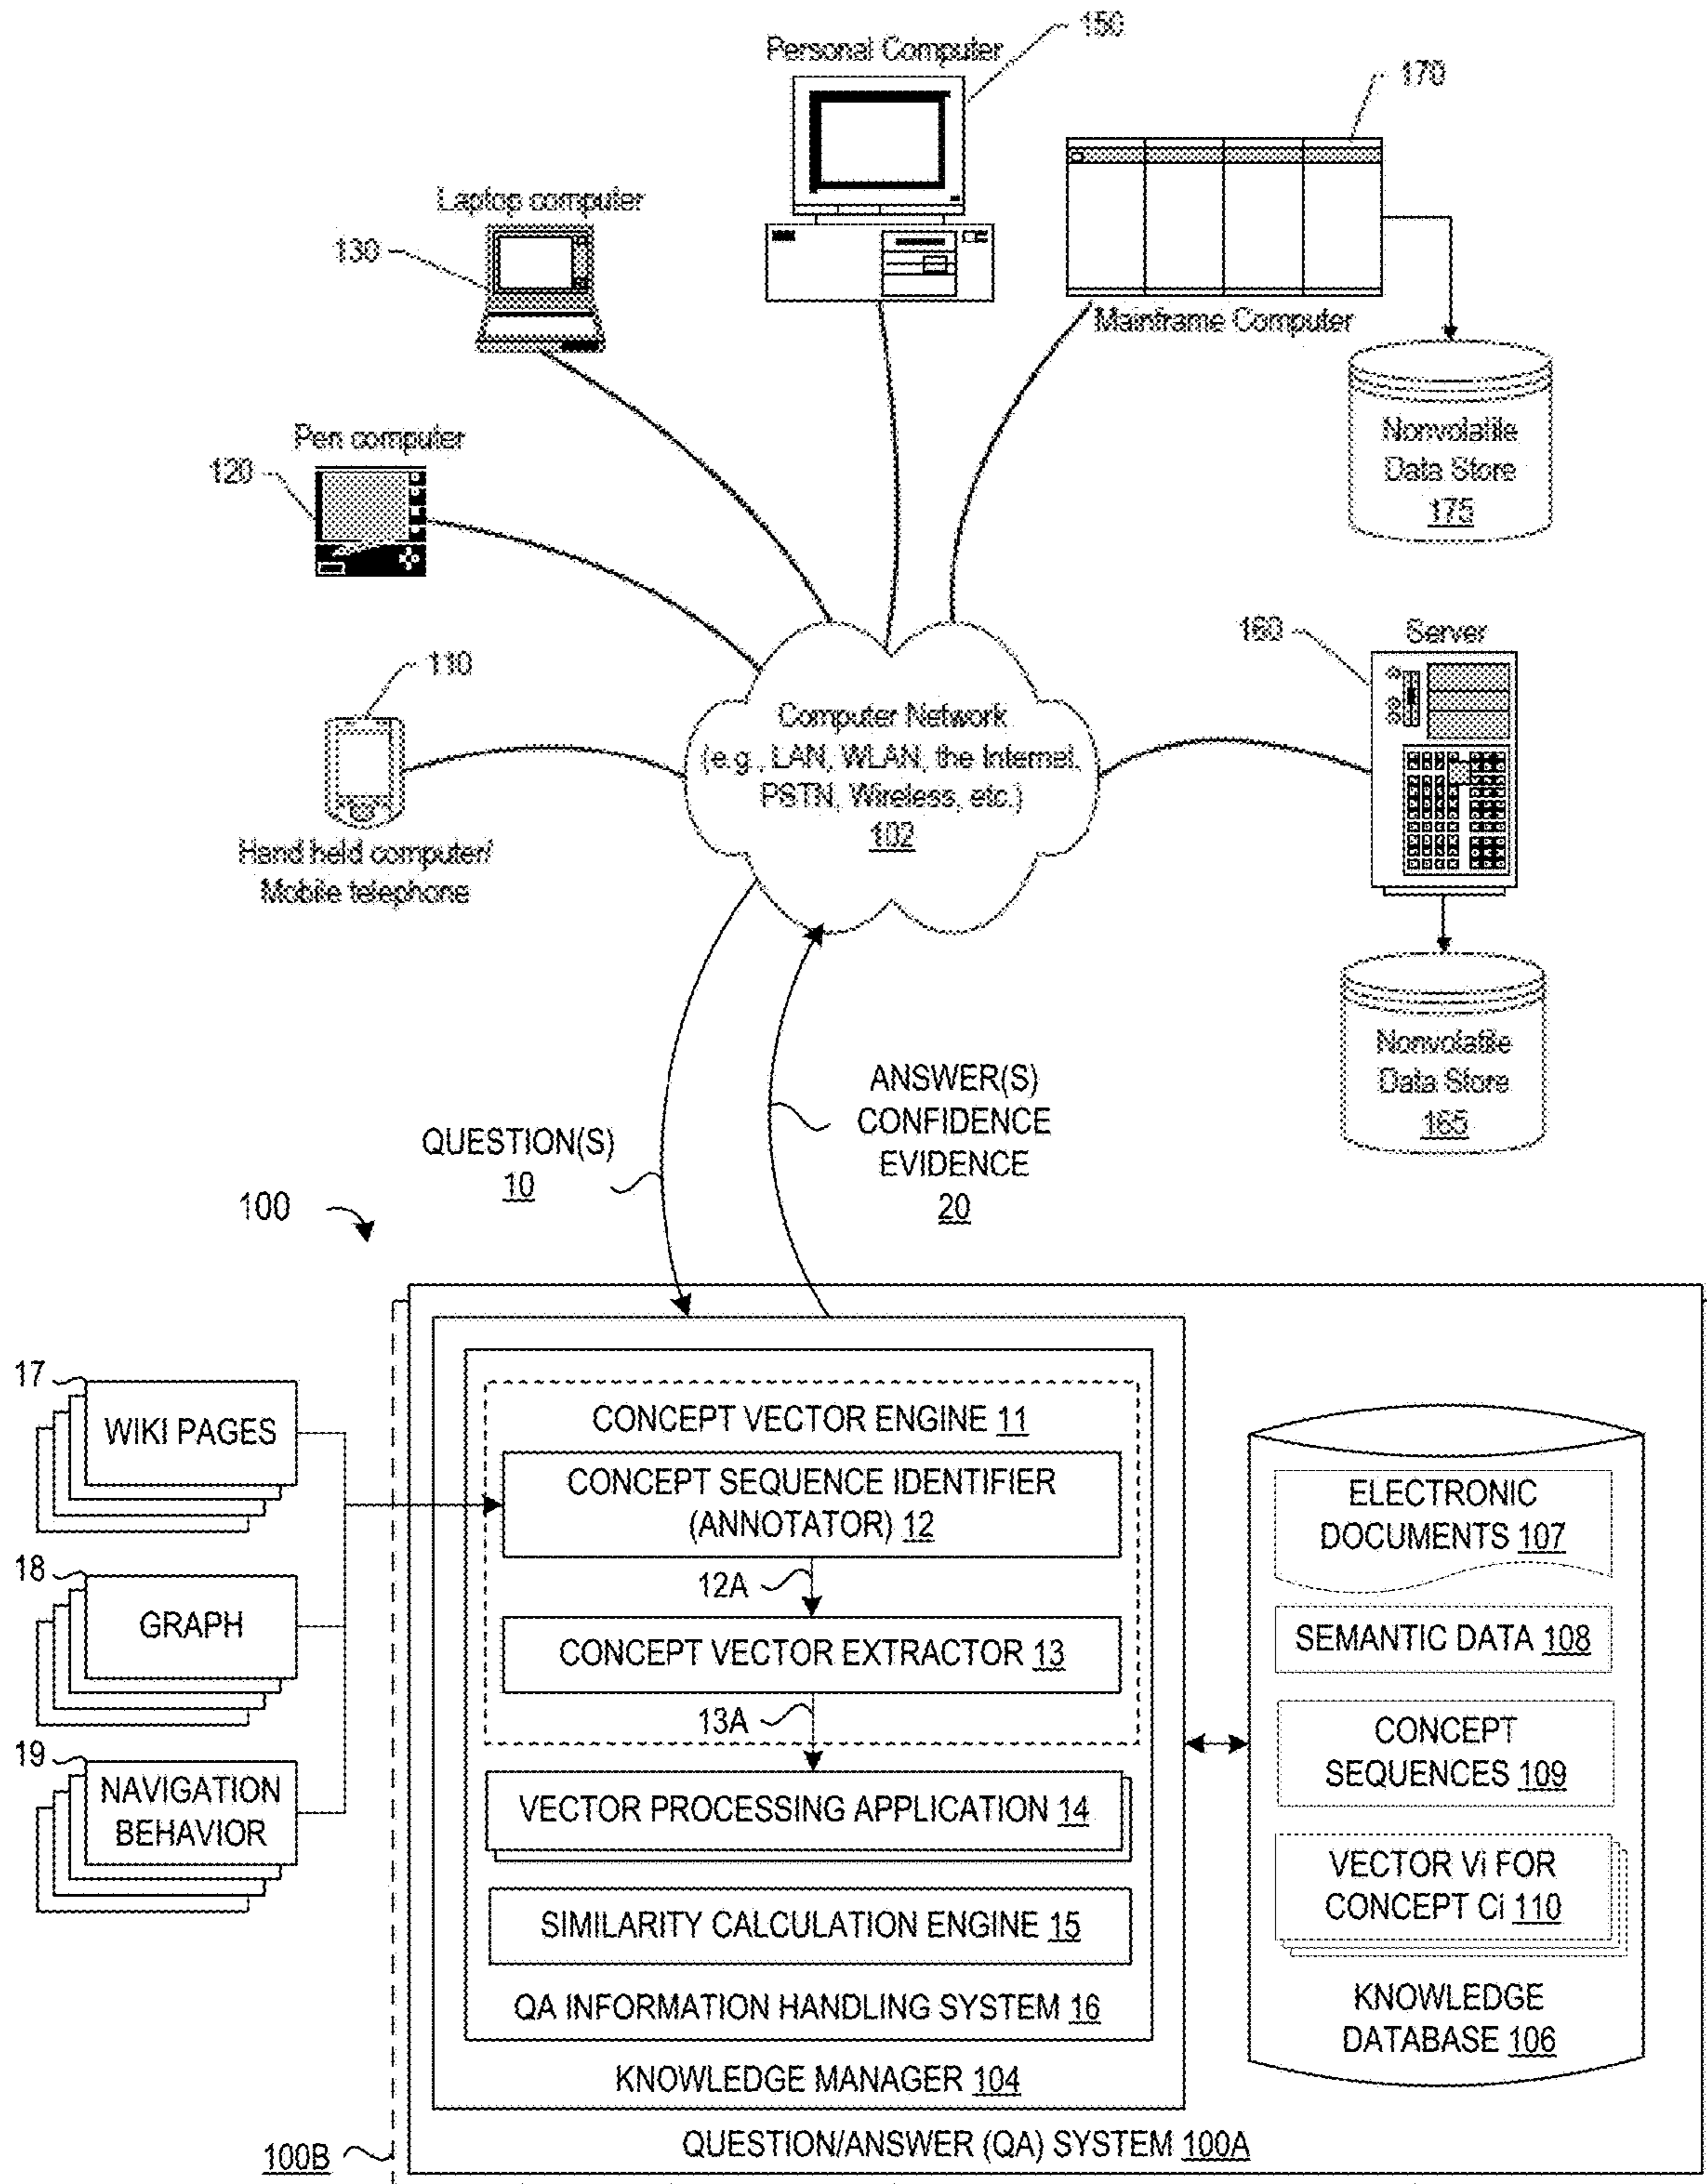 150
Personal Computer
170
Laptop computer
130
Mainframe Computer
Nonvolatile
Data Store
175
Pen computer
120
160
Server
110
Computer Network
(e.g., LAN, WLAN, the Internet,
PSTN, Wireless, etc.)
102
Hand held computer/
Mobile telephone
Nonvolatile
Data Store
165
ANSWER(S)
CONFIDENCE
EVIDENCE
20
QUESTION(S)
10
100
17
WIKI PAGES
18
GRAPH
19
NAVIGATION
BEHAVIOR
CONCEPT VECTOR ENGINE 11
CONCEPT SEQUENCE IDENTIFIER
(ANNOTATOR) 12
12A
CONCEPT VECTOR EXTRACTOR 13
13A
VECTOR PROCESSING APPLICATION 14
SIMILARITY CALCULATION ENGINE 15
QA INFORMATION HANDLING SYSTEM 16
KNOWLEDGE MANAGER 104
ELECTRONIC
DOCUMENTS 107
SEMANTIC DATA 108
CONCEPT
SEQUENCES 109
VECTOR Vi FOR
CONCEPT Ci 110
KNOWLEDGE
DATABASE 106
100B
QUESTION/ANSWER (QA) SYSTEM 100A